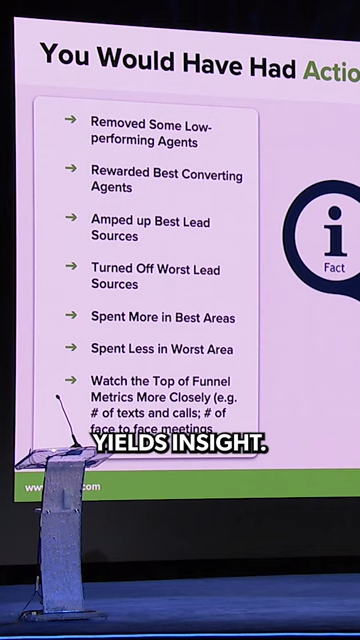 You Would Have Had Actio
→ Removed Some Low-
performing Agents
→ Rewarded Best Converting
Agents
→ Amped up Best Lead
Sources
→ Turned Off Worst Lead
Sources
→ Spent More in Best Areas
→ Spent Less in Worst Area
→ Watch the Top of Funnel
Metrics More Closely (e.g.
# of texts and calls; # of
face to face meetings
i
Fact
YIELDS INSIGHT.